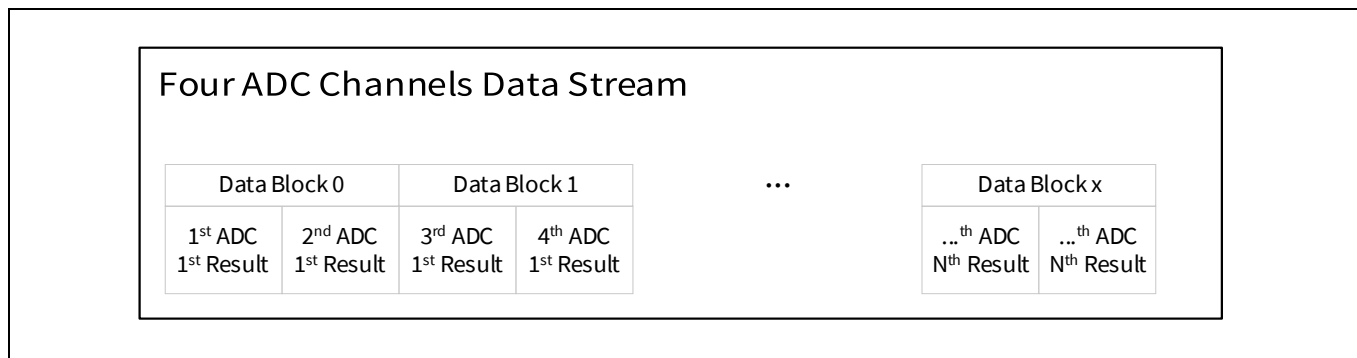 Four ADC Channels Data Stream
Data Block 0 Data Block 1 ... Data Block x
1st ADC 2nd ADC 3rd ADC 4th ADC ...th ADC ...th ADC
1st Result 1st Result 1st Result 1st Result Nth Result Nth Result